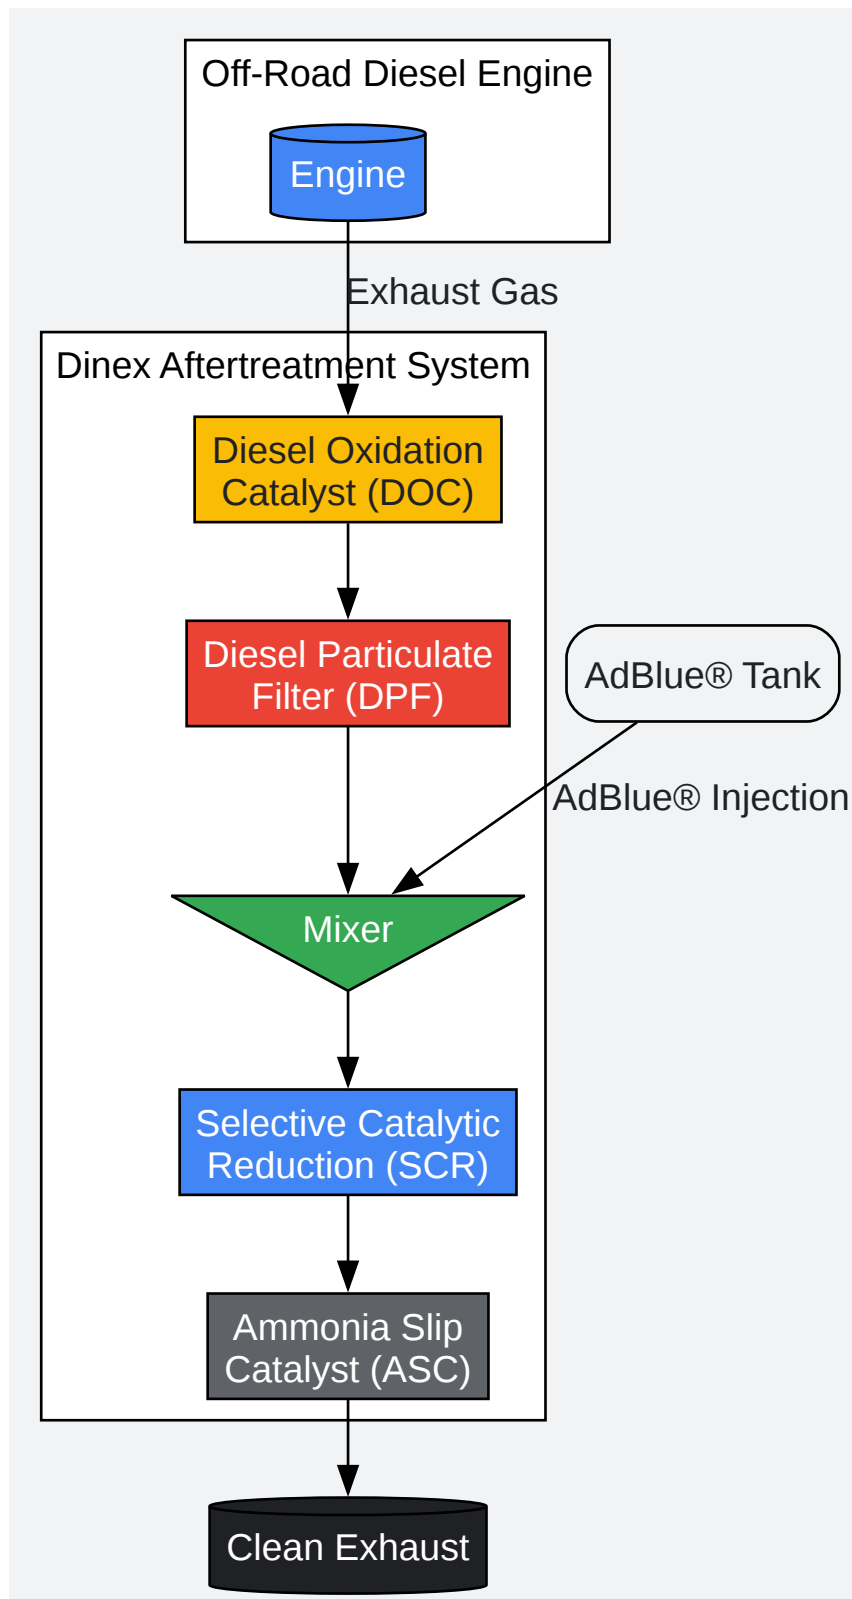 Off-Road Diesel Engine
Engine
Exhaust Gas
Dinex Aftertreatment System
Diesel Oxidation
Catalyst (DOC)
Diesel Particulate
Filter (DPF)
AdBlue® Tank
AdBlue® Injection
Mixer
Selective Catalytic
Reduction (SCR)
Ammonia Slip
Catalyst (ASC)
Clean Exhaust